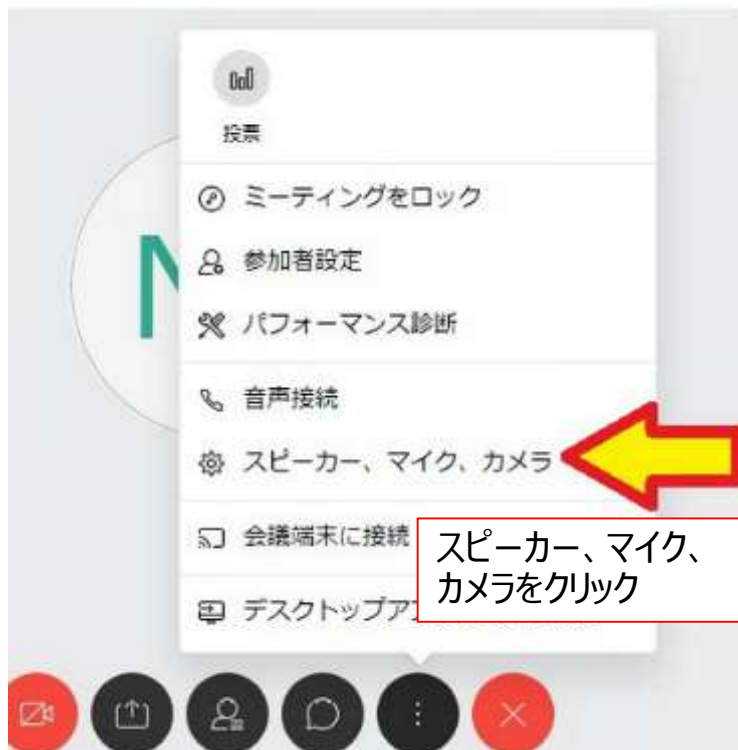 投票
ミーティングをロック
参加者設定
パフォーマンス診断
音声接続
スピーカー、マイク、カメラ
会議端末に接続
スピーカー、マイク、
カメラをクリック
デスクトップア